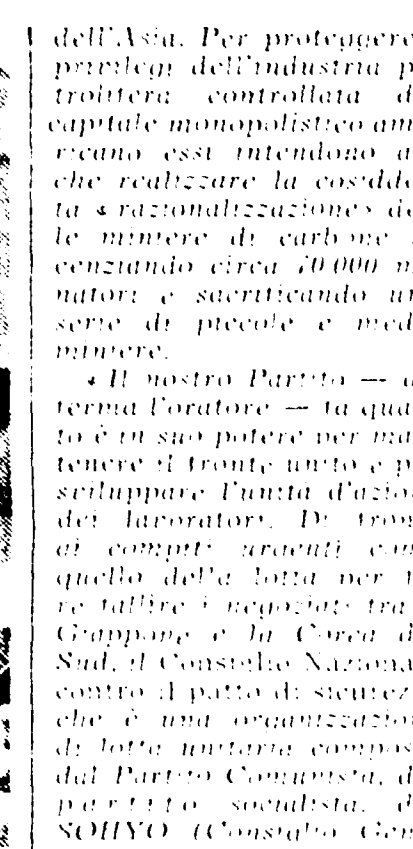 dell'Asia. Per proteggere
privilegi dell'industria p
trolifera controllata d
capitale monopolistico ame
ricano essi intendono a
che realizzare la cosidde
ta « razionalizzazione » de
le miniere di carbone
cenziando circa 70.000 m
natori e sacrificando un
serie di piccole e med
miniere.
« Il nostro Partito — a
ferma l'oratore — fa qua
to è in suo potere per ma
tenere il fronte unito e p
sviluppare l'unità d'azio
dei lavoratori. Di fron
ai compiti urgenti com
quello della lotta per f
re fallire i negoziati tra
Giappone e la Corea d
Sud, il Consiglio Naziona
contro il patto di sicurez
che è una organizzazio
di lotta unitaria compos
dal Partito Comunista, d
partito socialista, d
SOHYO (Consiglio Gen